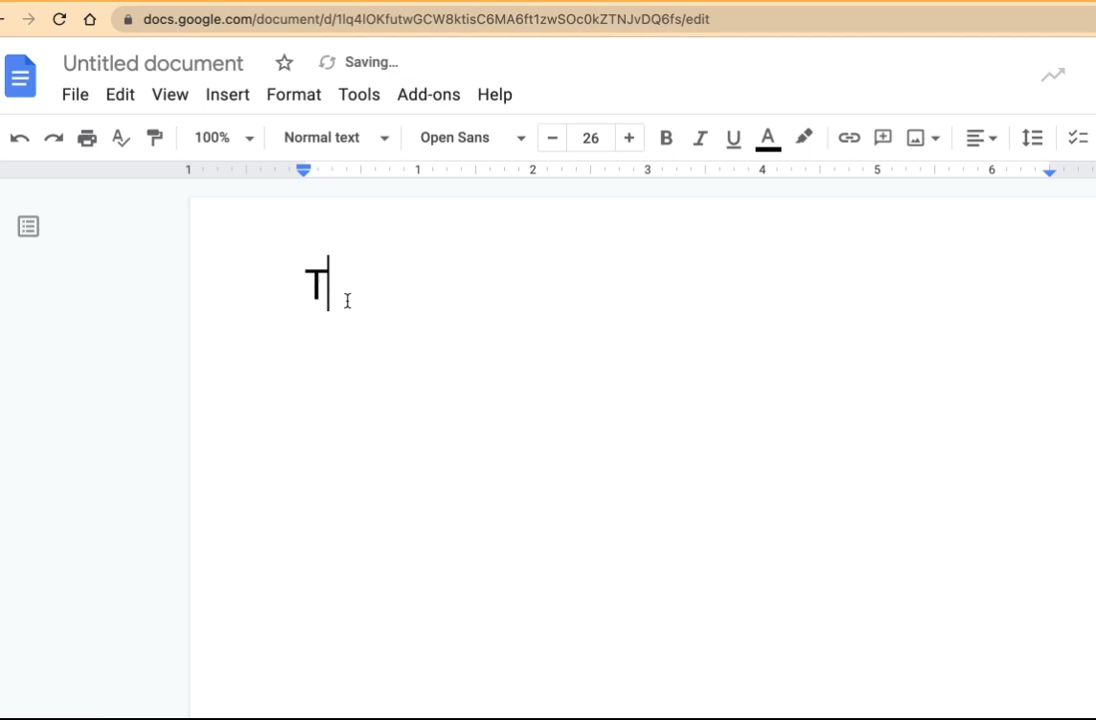 docs.google.com/document/d/1lq4lOKfutwGCW8ktisC6MA6ft1zwSOc0kZTNJvDQ6fs/edit
Untitled document Saving...
File Edit View Insert Format Tools Add-ons Help
100% Normal text Open Sans − 26 + B I U A
1 1 2 3 4 5 6
T